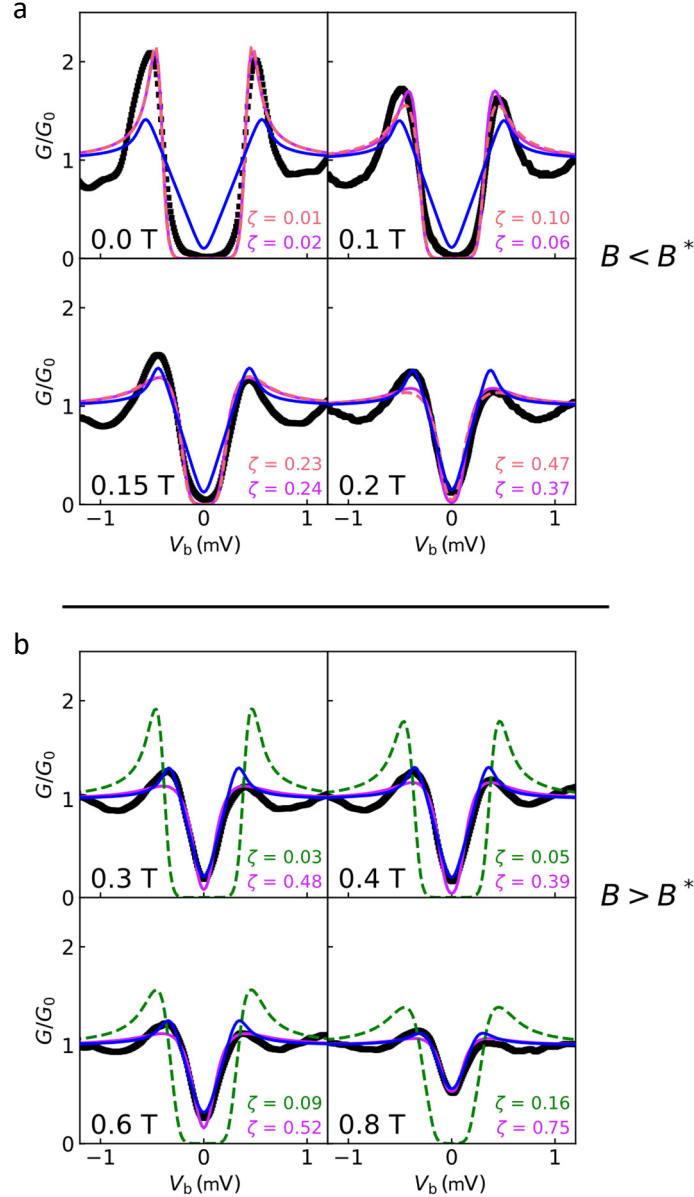 a
2
1
0
G/G₀
0.0 T
ζ = 0.01
ζ = 0.02
0.1 T
ζ = 0.10
ζ = 0.06
B < B*
2
1
0
G/G₀
0.15 T
ζ = 0.23
ζ = 0.24
0.2 T
ζ = 0.47
ζ = 0.37
−1 0 1 −1 0 1
V_b (mV) V_b (mV)
b
2
1
0
G/G₀
0.3 T
ζ = 0.03
ζ = 0.48
0.4 T
ζ = 0.05
ζ = 0.39
B > B*
2
1
0
G/G₀
0.6 T
ζ = 0.09
ζ = 0.52
0.8 T
ζ = 0.16
ζ = 0.75
−1 0 1 −1 0 1
V_b (mV) V_b (mV)